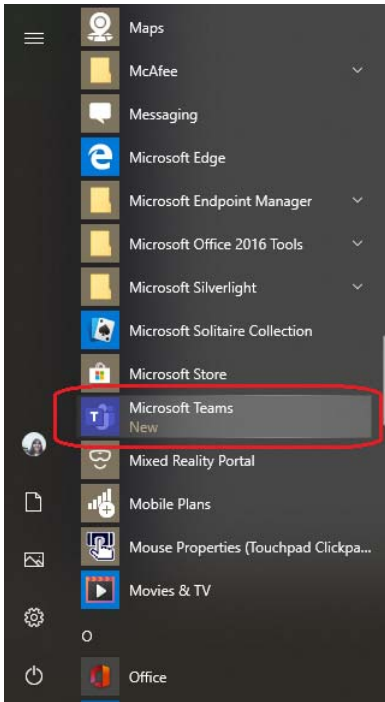 Maps
McAfee
Messaging
Microsoft Edge
Microsoft Endpoint Manager
Microsoft Office 2016 Tools
Microsoft Silverlight
Microsoft Solitaire Collection
Microsoft Store
Microsoft Teams
New
Mixed Reality Portal
Mobile Plans
Mouse Properties (Touchpad Clickpa...
Movies & TV
O
Office